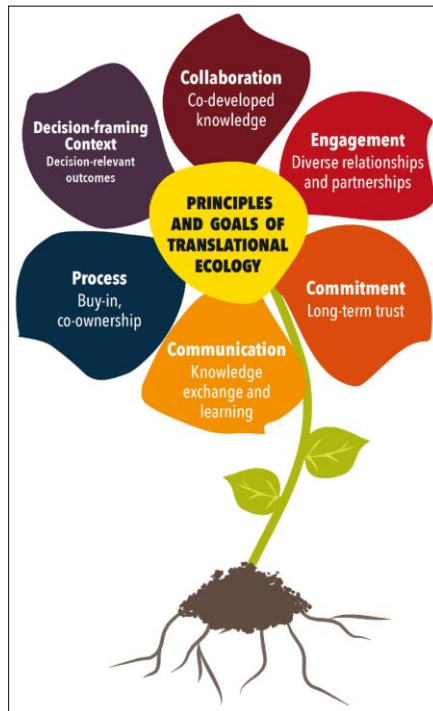 Collaboration
Co-developed
knowledge
Decision-framing
Context
Decision-relevant
outcomes
Engagement
Diverse relationships
and partnerships
PRINCIPLES
AND GOALS OF
TRANSLATIONAL
ECOLOGY
Process
Buy-in,
co-ownership
Commitment
Long-term trust
Communication
Knowledge
exchange and
learning